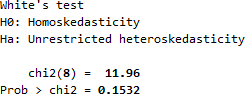 White's test
H0: Homoskedasticity
Ha: Unrestricted heteroskedasticity
chi2(8) = 11.96
Prob > chi2 = 0.1532